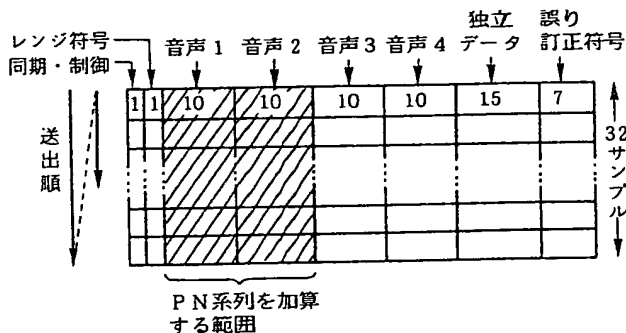 レンジ符号
同期・制御
音声1
音声2
音声3
音声4
独立
データ
誤り
訂正符号
1 1 10 10 10 10 15 7
送出順
32サンプル
PN系列を加算
する範囲